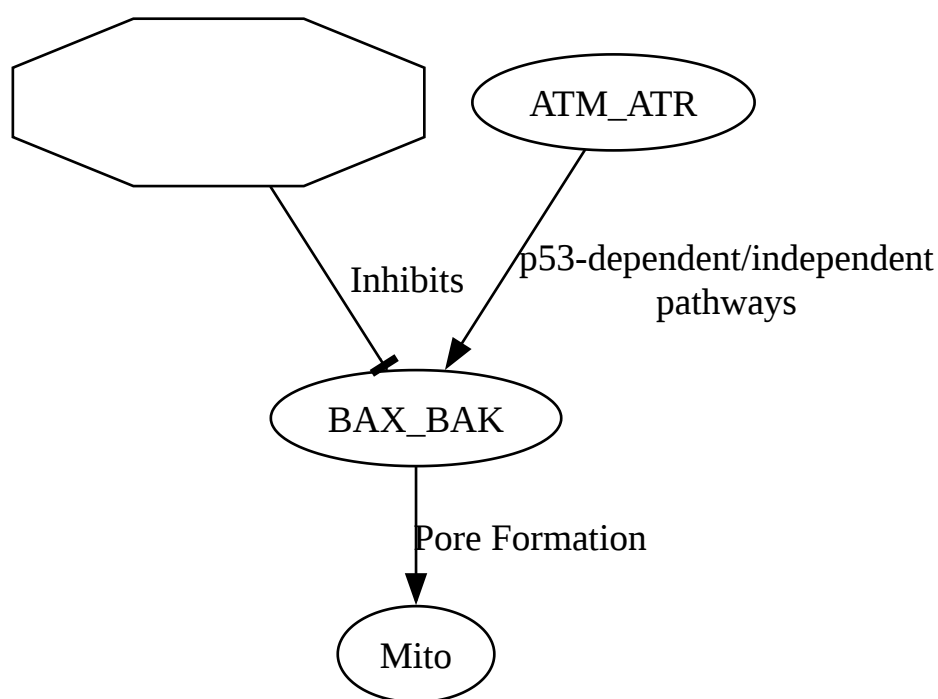 ATM_ATR
p53-dependent/independent
pathways
Inhibits
BAX_BAK
Pore Formation
Mito